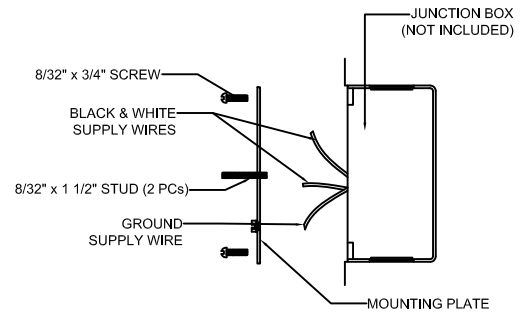 JUNCTION BOX
(NOT INCLUDED)
8/32" x 3/4" SCREW
BLACK & WHITE
SUPPLY WIRES
8/32" x 1 1/2" STUD (2 PCs)
GROUND
SUPPLY WIRE
MOUNTING PLATE